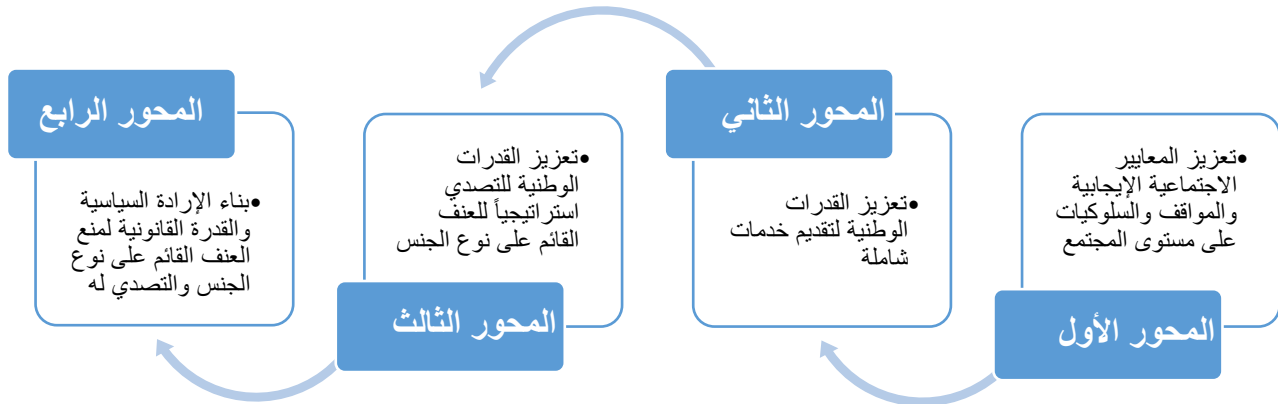 •تعزيز المعايير
الاجتماعية الإيجابية
والمواقف والسلوكيات
على مستوى المجتمع
المحور الأول
المحور الثاني
•تعزيز القدرات
الوطنية لتقديم خدمات
شاملة
•تعزيز القدرات
الوطنية للتصدي
استراتيجياً للعنف
القائم على نوع الجنس
المحور الثالث
المحور الرابع
•بناء الإرادة السياسية
والقدرة القانونية لمنع
العنف القائم على نوع
الجنس والتصدي له